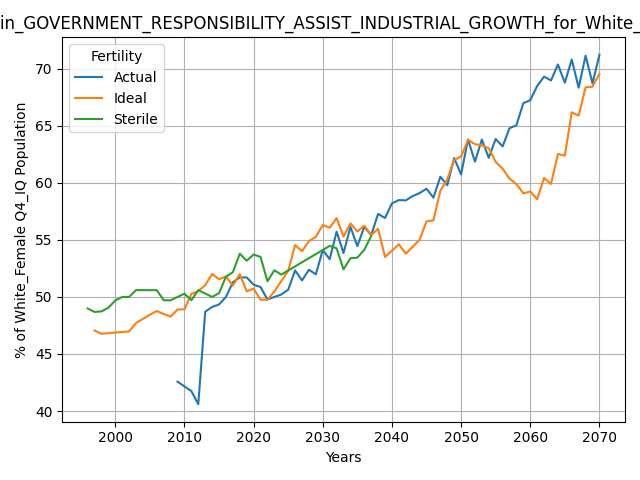 in_GOVERNMENT_RESPONSIBILITY_ASSIST_INDUSTRIAL_GROWTH_for_White_
Fertility
Actual
Ideal
Sterile
% of White_Female Q4_IQ Population
70
65
60
55
50
45
40
2000 2010 2020 2030 2040 2050 2060 2070
Years